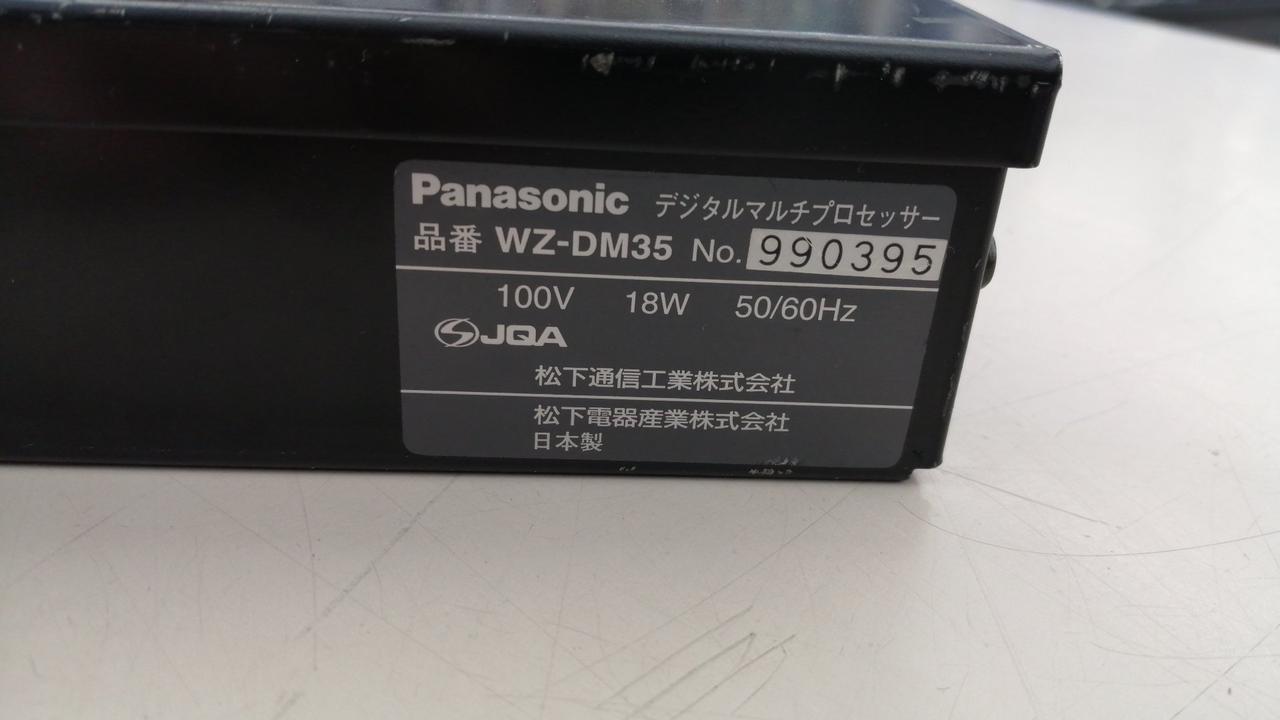 Panasonic デジタルマルチプロセッサー
品番 WZ-DM35 No. 990395
100V 18W 50/60Hz
JQA
松下通信工業株式会社
松下電器産業株式会社
日本製